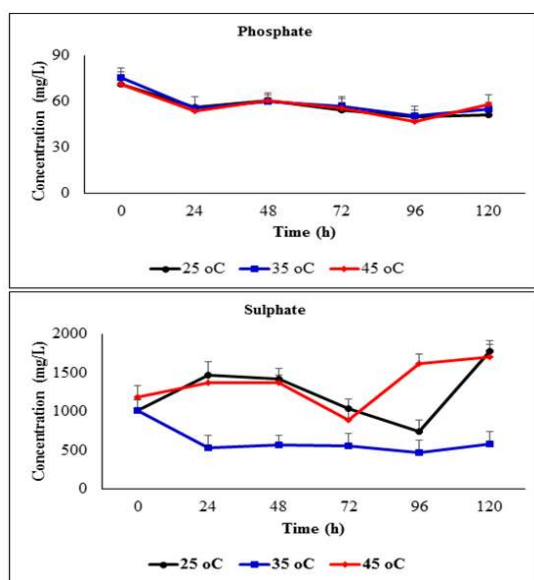 Phosphate
Concentration (mg/L)
90
60
30
0
0 24 48 72 96 120
Time (h)
25 oC 35 oC 45 oC
Sulphate
Concentration (mg/L)
2000
1500
1000
500
0
0 24 48 72 96 120
Time (h)
25 oC 35 oC 45 oC